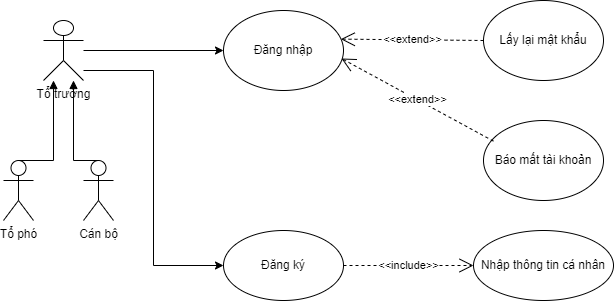 Tổ trưởng
Đăng nhập
<<extend>>
Lấy lại mật khẩu
<<extend>>
Báo mất tài khoản
Tổ phó
Cán bộ
Đăng ký
<<include>>
Nhập thông tin cá nhân